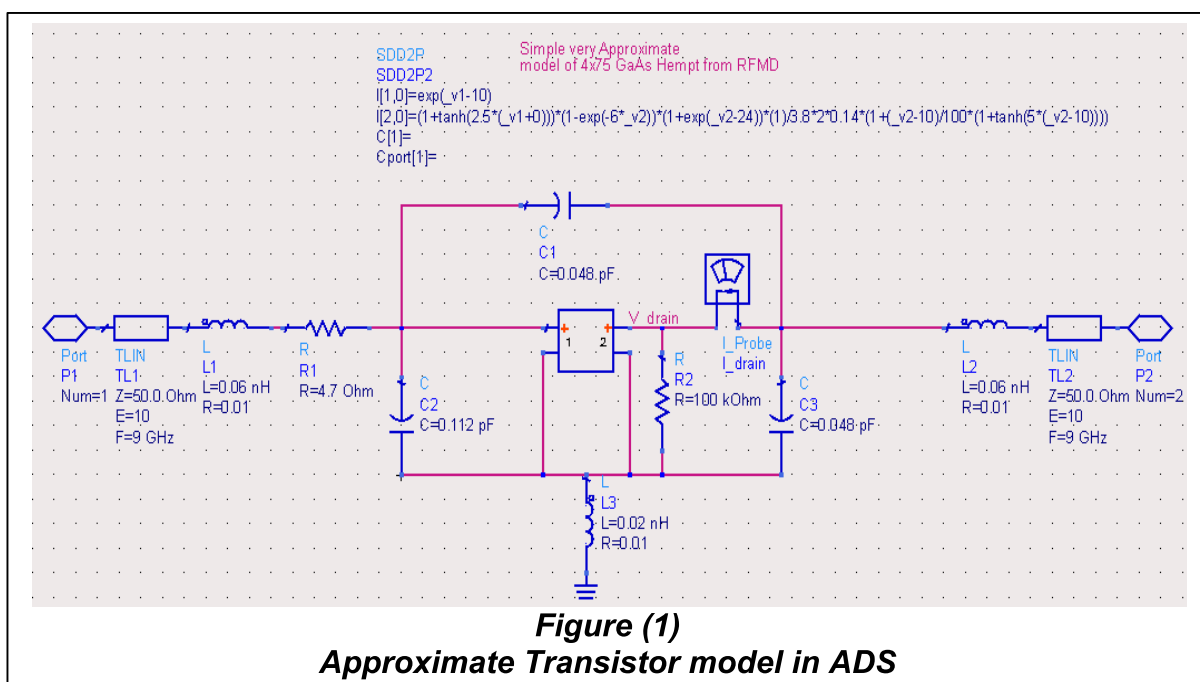 SDD2P
SDD2P2
I[1,0]=exp(_v1-10)
I[2,0]=(1+tanh(2.5*(_v1+0)))*(1-exp(-6*_v2))*(1+exp(_v2-24))*(1)/3.8*2*0.14*(1+(_v2-10)/100*(1+tanh(5*(_v2-10))))
C[1]=
Cport[1]=
Simple very Approximate
model of 4x75 GaAs Hempt from RFMD
C
C1
C=0.048 pF
1
2
V_drain
I_Probe
I_drain
Port
P1
Num=1
TLIN
TL1
Z=50.0.Ohm
E=10
F=9 GHz
L
L1
L=0.06 nH
R=0.01
R
R1
R=4.7 Ohm
C
C2
C=0.112 pF
R
R2
R=100 kOhm
C
C3
C=0.048 pF
L
L2
L=0.06 nH
R=0.01
TLIN
TL2
Z=50.0.Ohm
E=10
F=9 GHz
Port
P2
Num=2
L
L3
L=0.02 nH
R=0.01
Figure (1)
Approximate Transistor model in ADS